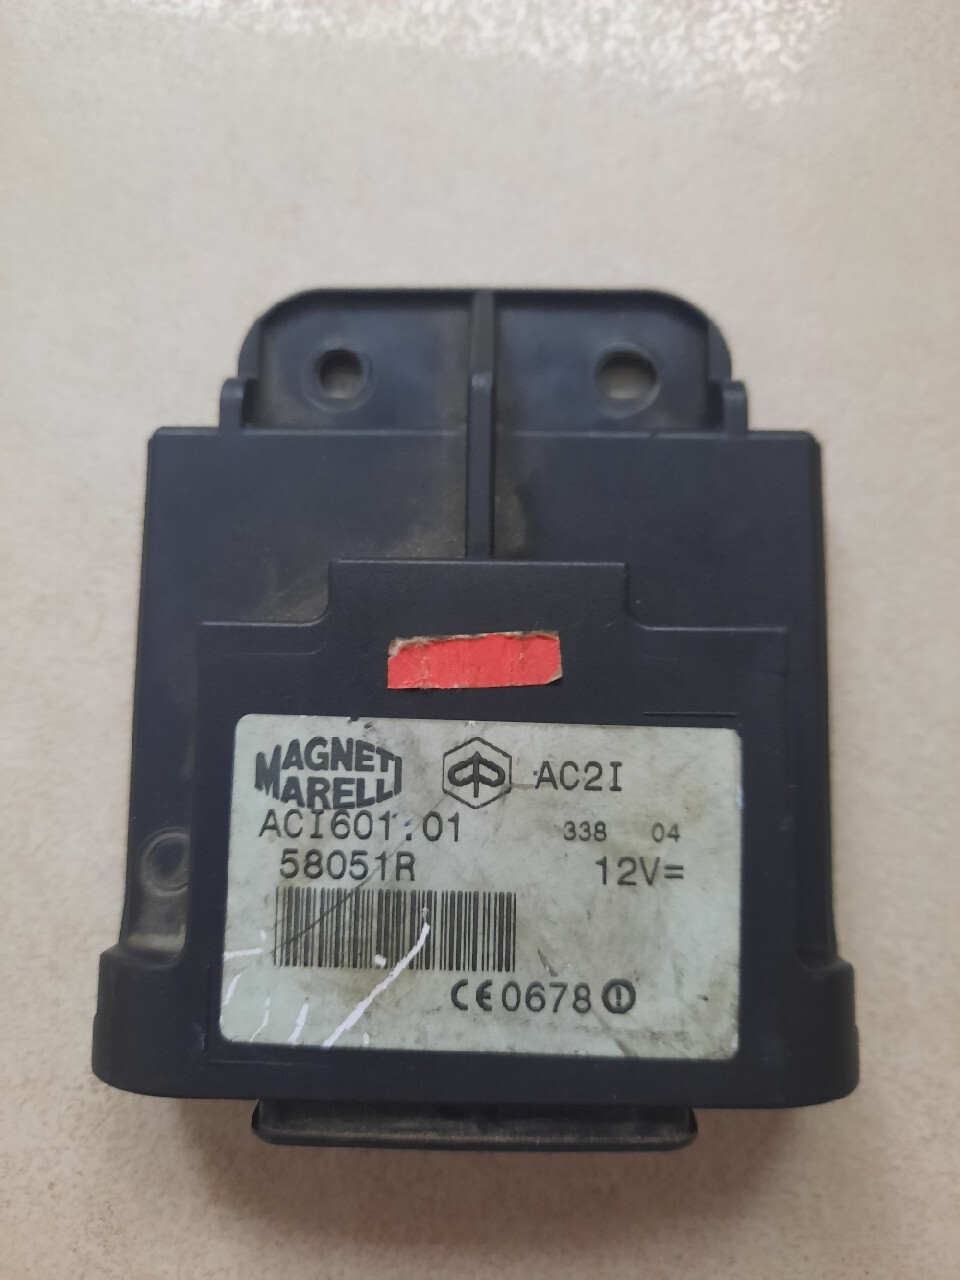 MAGNETI
MARELLI
AC2I
ACI601.01
338 04
58051R
12V=
CE0678